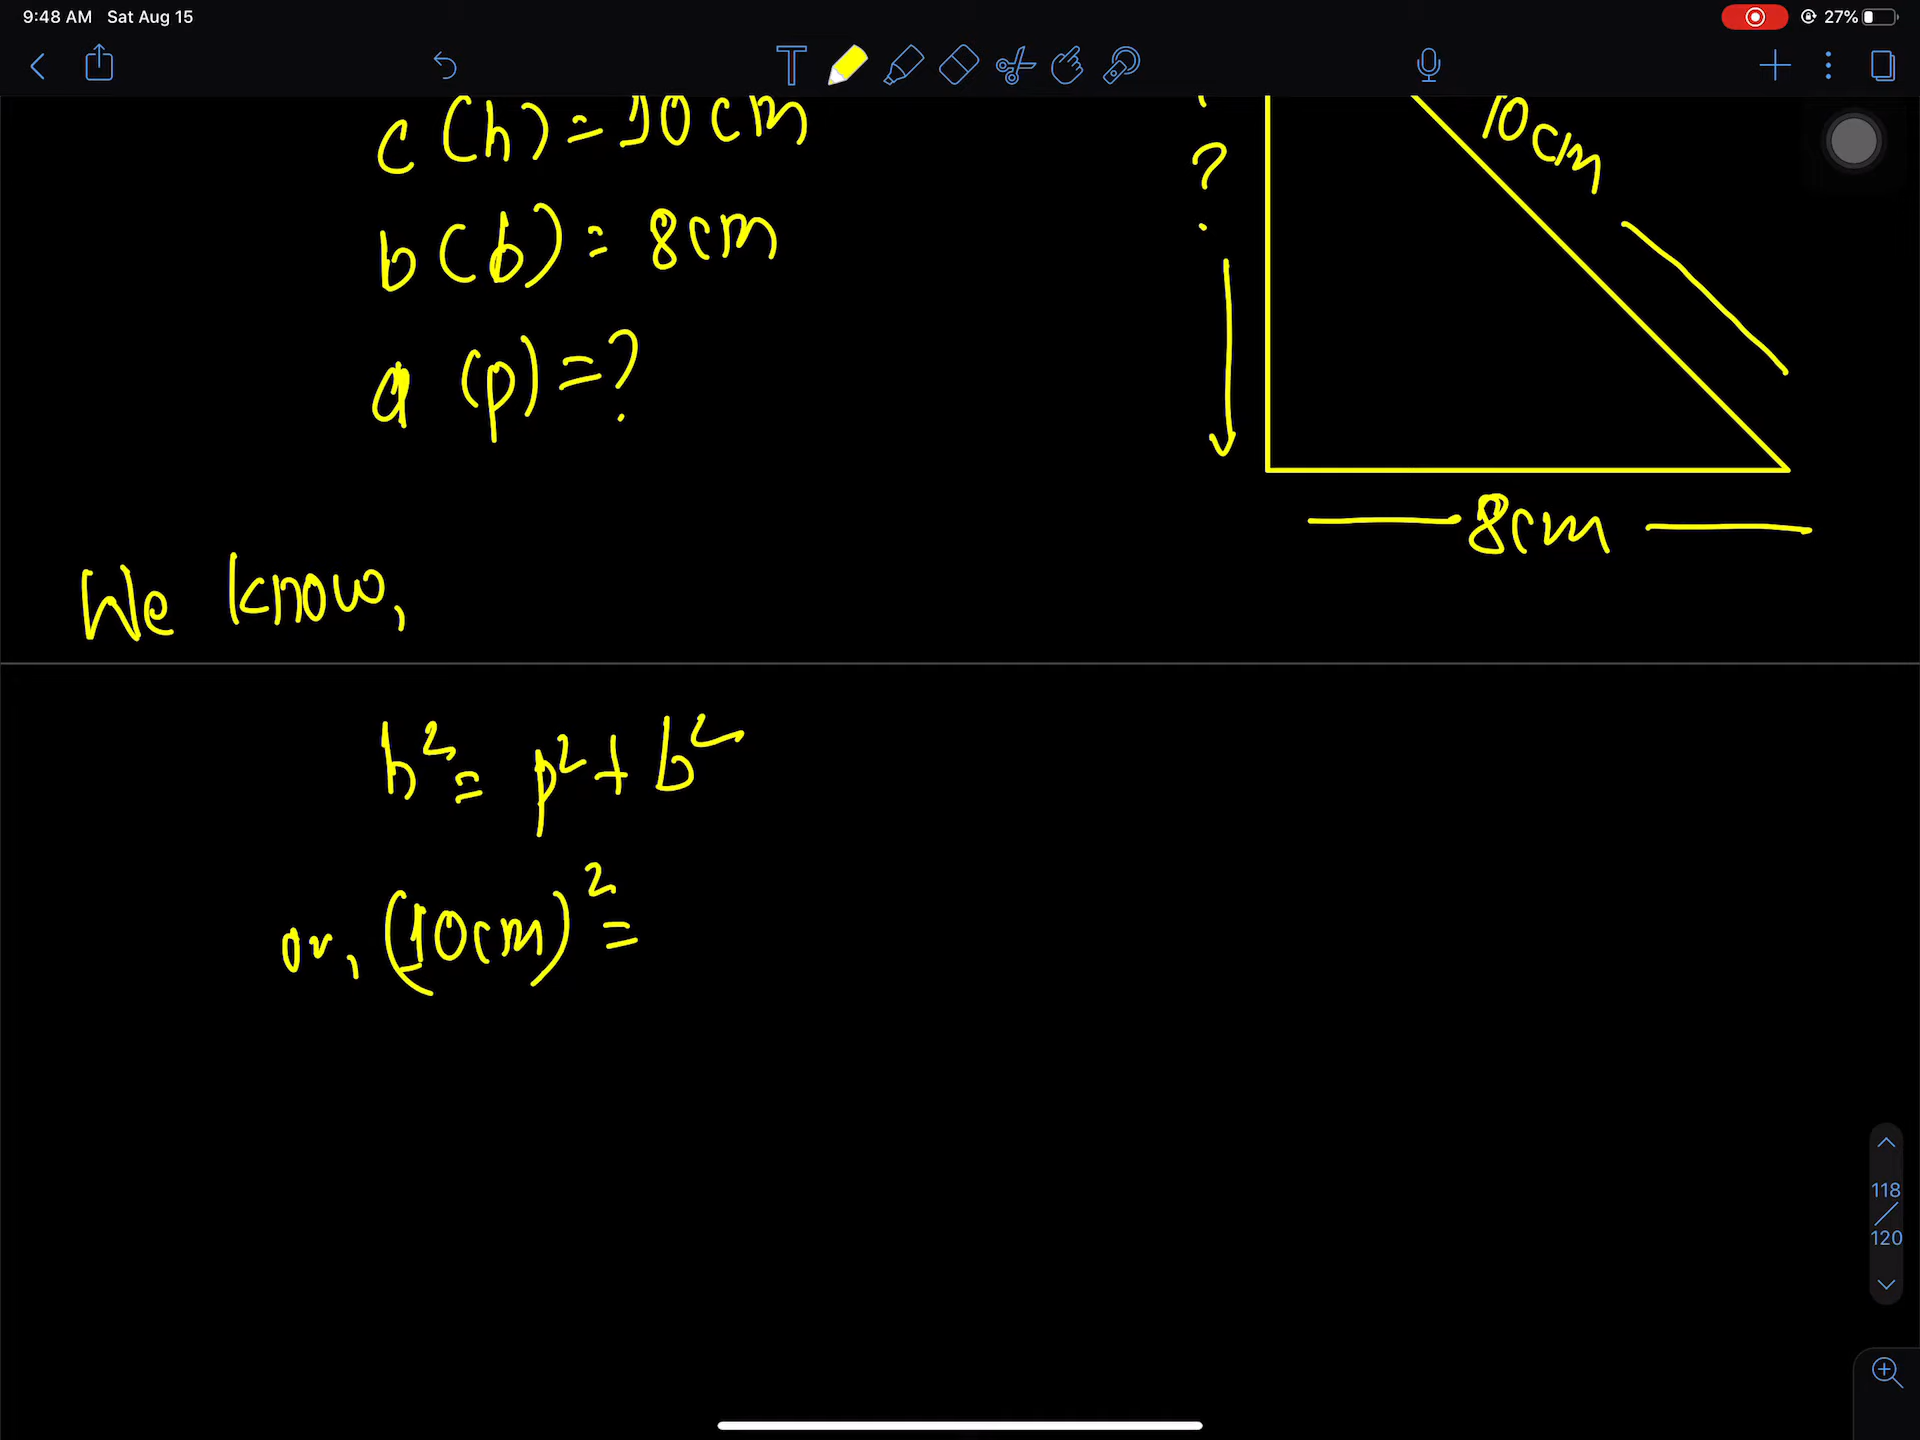 9:48 AM Sat Aug 15
27%
c (h) = 10 cm
10cm
?
b (b) = 8cm
a (p) = ?
8cm
We know,
h² = p² + b²
or, (10cm)² =
118
/
120